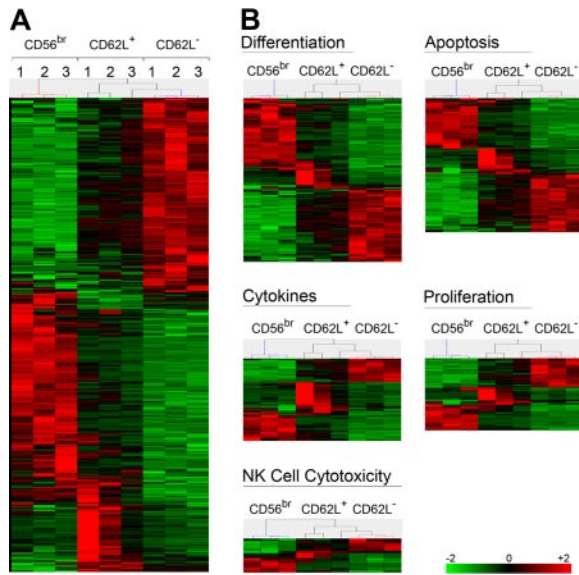 A
CD56br CD62L+ CD62L-
1 2 3 1 2 3 1 2 3
B
Differentiation
CD56br CD62L+ CD62L-
Apoptosis
CD56br CD62L+ CD62L-
Cytokines
CD56br CD62L+ CD62L-
Proliferation
CD56br CD62L+ CD62L-
NK Cell Cytotoxicity
CD56br CD62L+ CD62L-
-2 0 +2